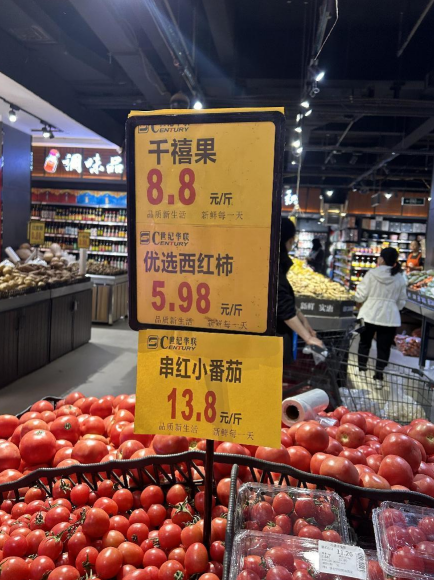 CENTURY
千禧果
8.8 元/斤
品质新生活 新鲜每一天
世纪华联
CENTURY
优选西红柿
5.98 元/斤
品质新生活 新鲜每一天
世纪华联
CENTURY
串红小番茄
13.8 元/斤
品质新生活 新鲜每一天
调味品